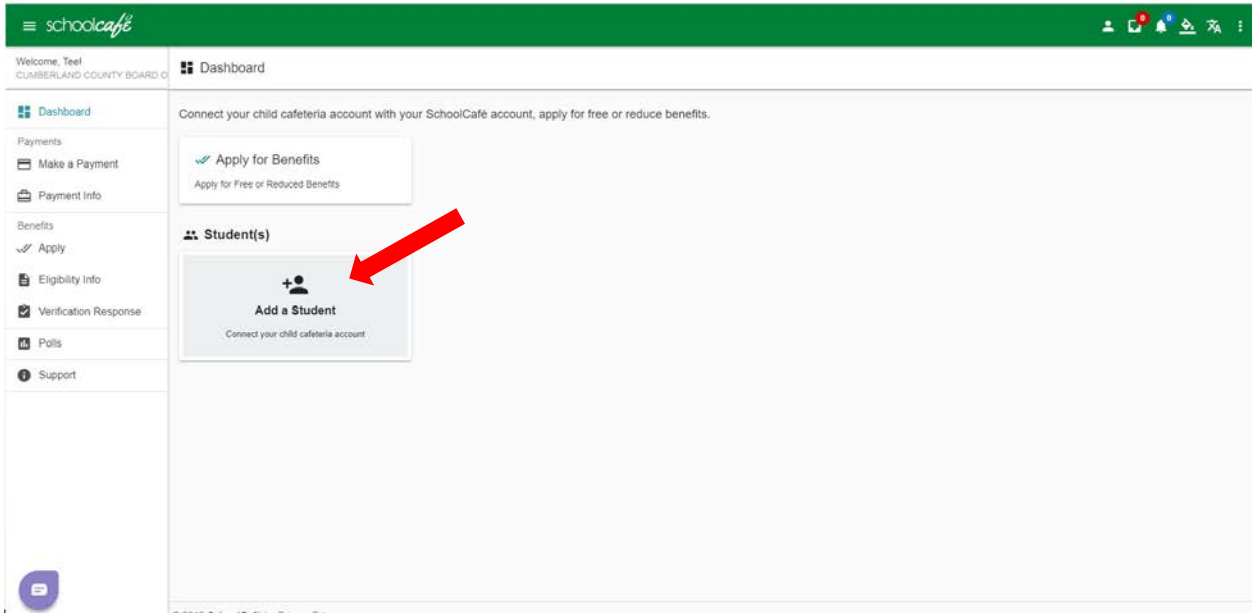 schoolcafé
0
0
Welcome, Teel
CUMBERLAND COUNTY BOARD O
Dashboard
Dashboard
Payments
Make a Payment
Payment Info
Benefits
Apply
Eligibility Info
Verification Response
Polls
Support
Connect your child cafeteria account with your SchoolCafé account, apply for free or reduce benefits.
Apply for Benefits
Apply for Free or Reduced Benefits
Student(s)
Add a Student
Connect your child cafeteria account